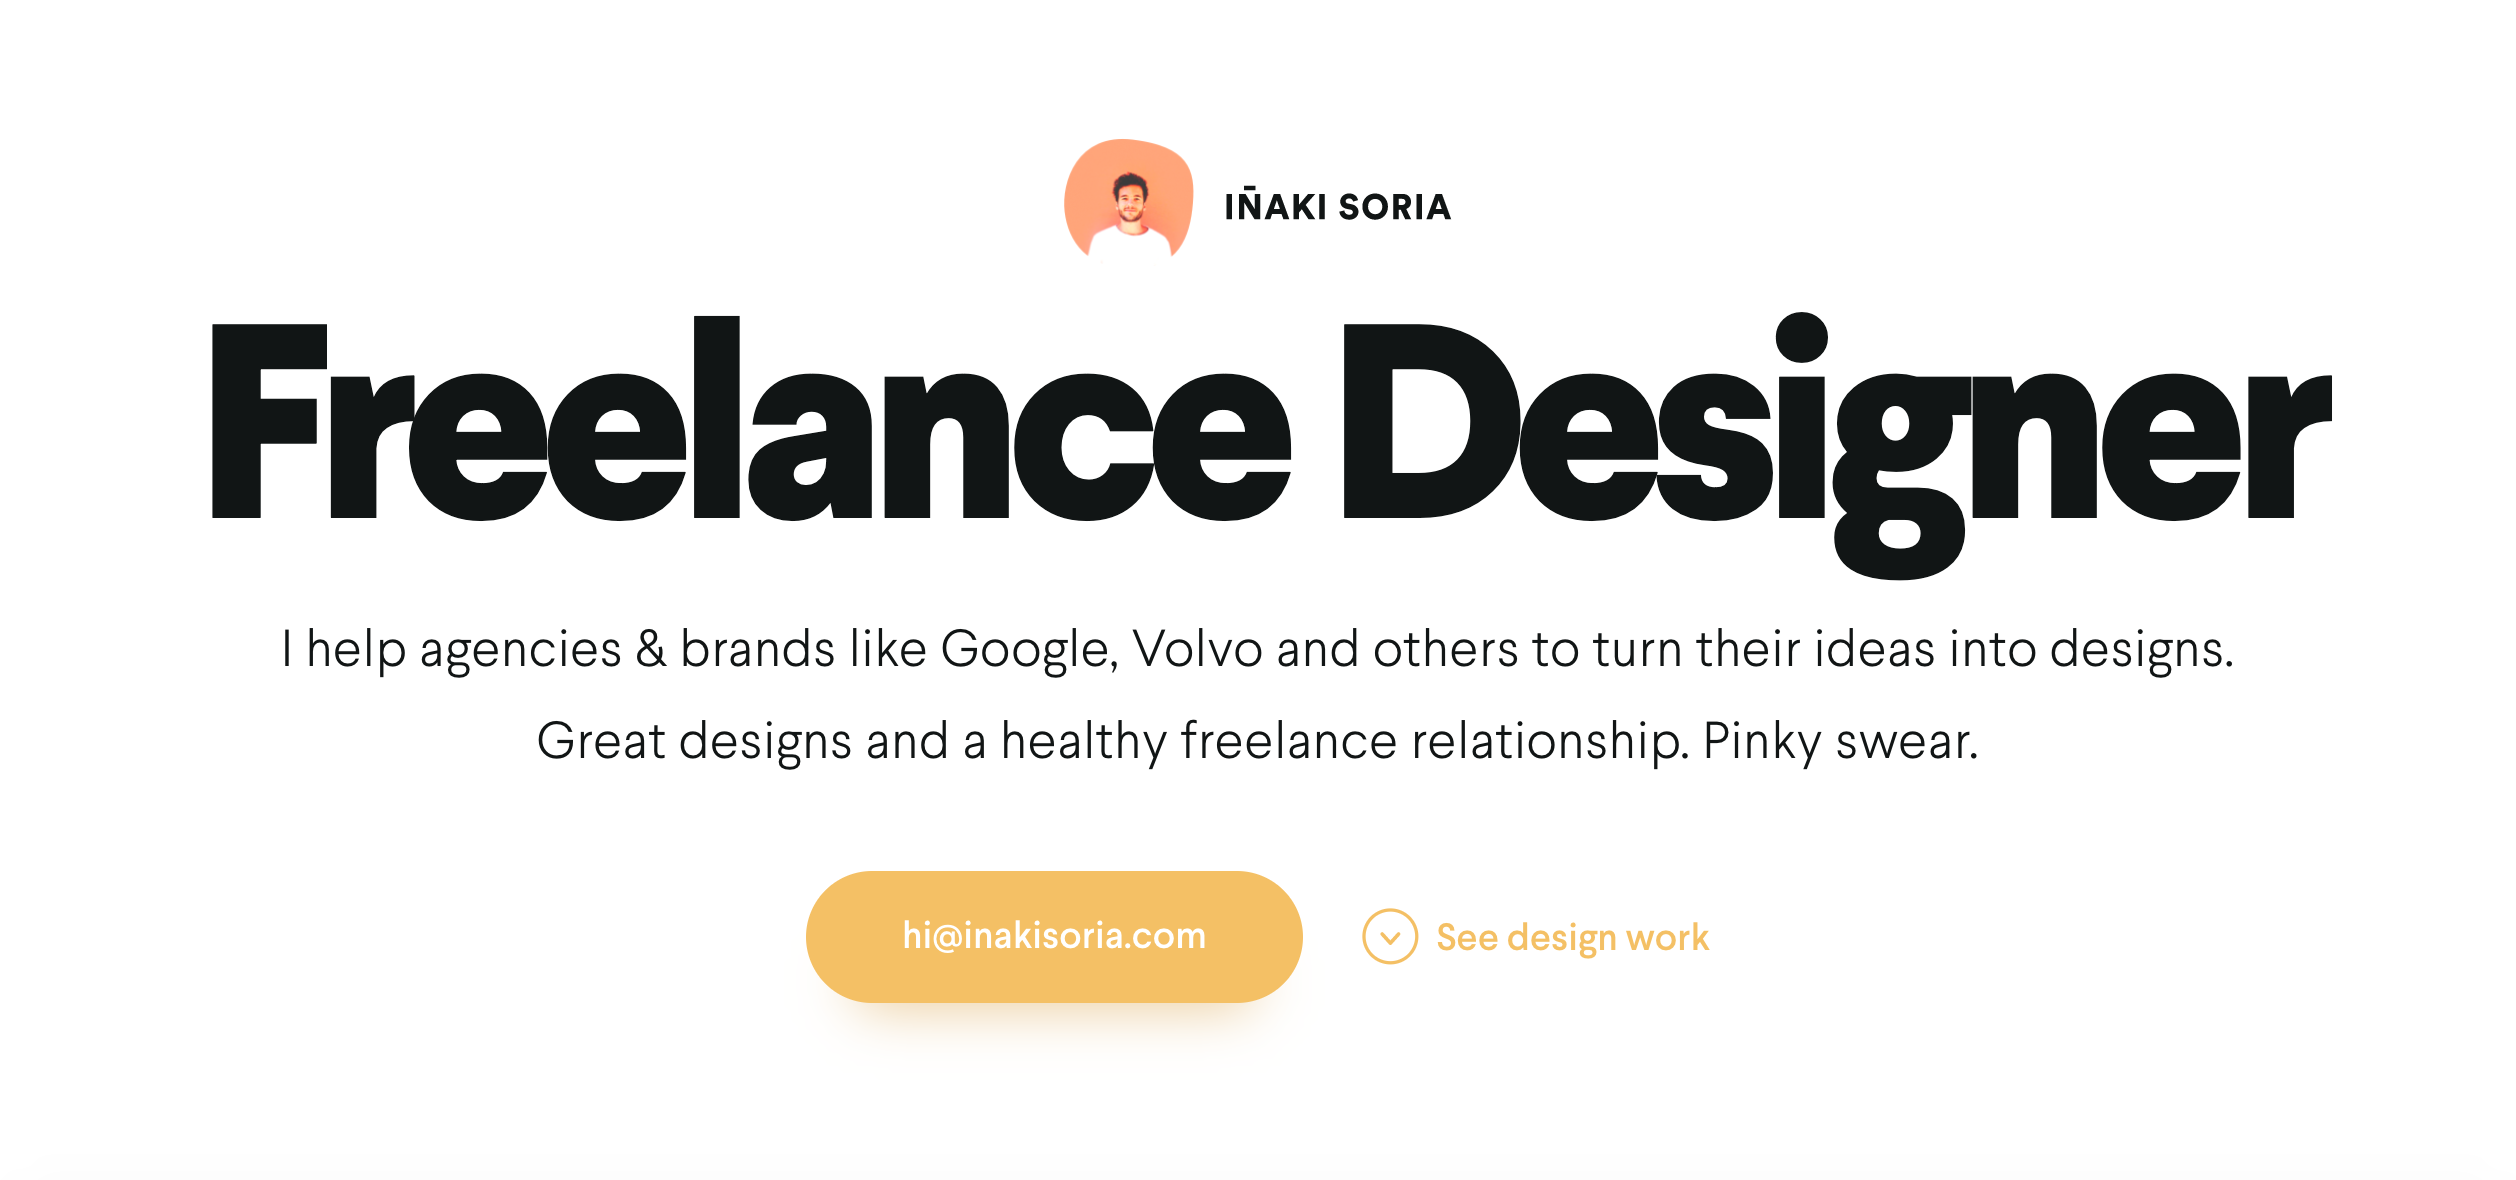 IÑAKI SORIA
Freelance Designer
I help agencies & brands like Google, Volvo and others to turn their ideas into designs.
Great designs and a healthy freelance relationship. Pinky swear.
hi@inakisoria.com
See design work